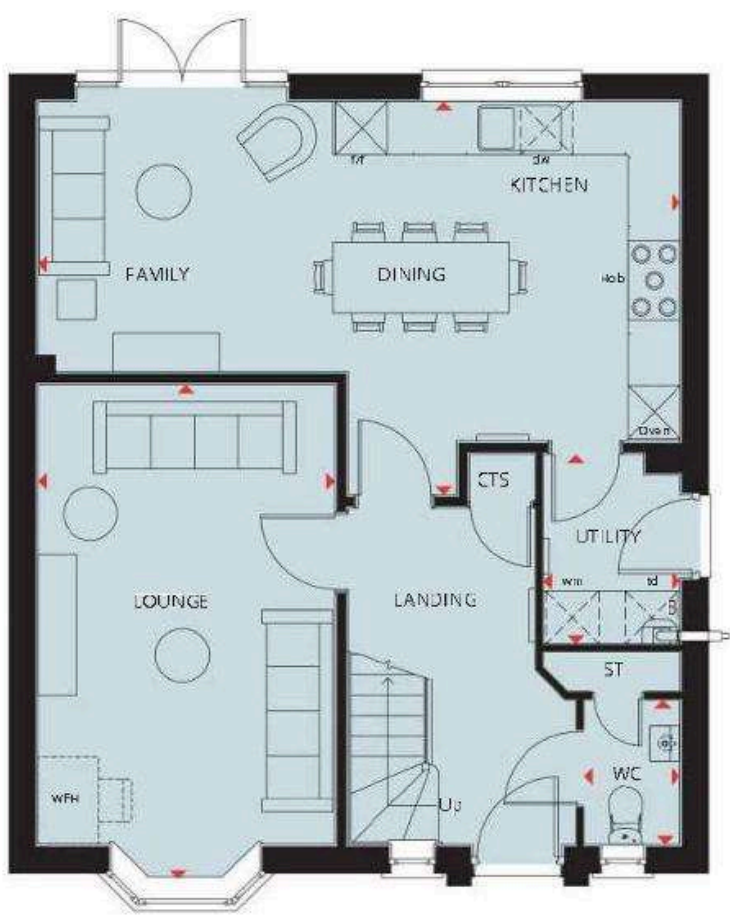 f/f
dw
KITCHEN
FAMILY
DINING
Hob
Oven
CTS
UTILITY
wm
td
B
LOUNGE
LANDING
ST
WC
WFH
Up